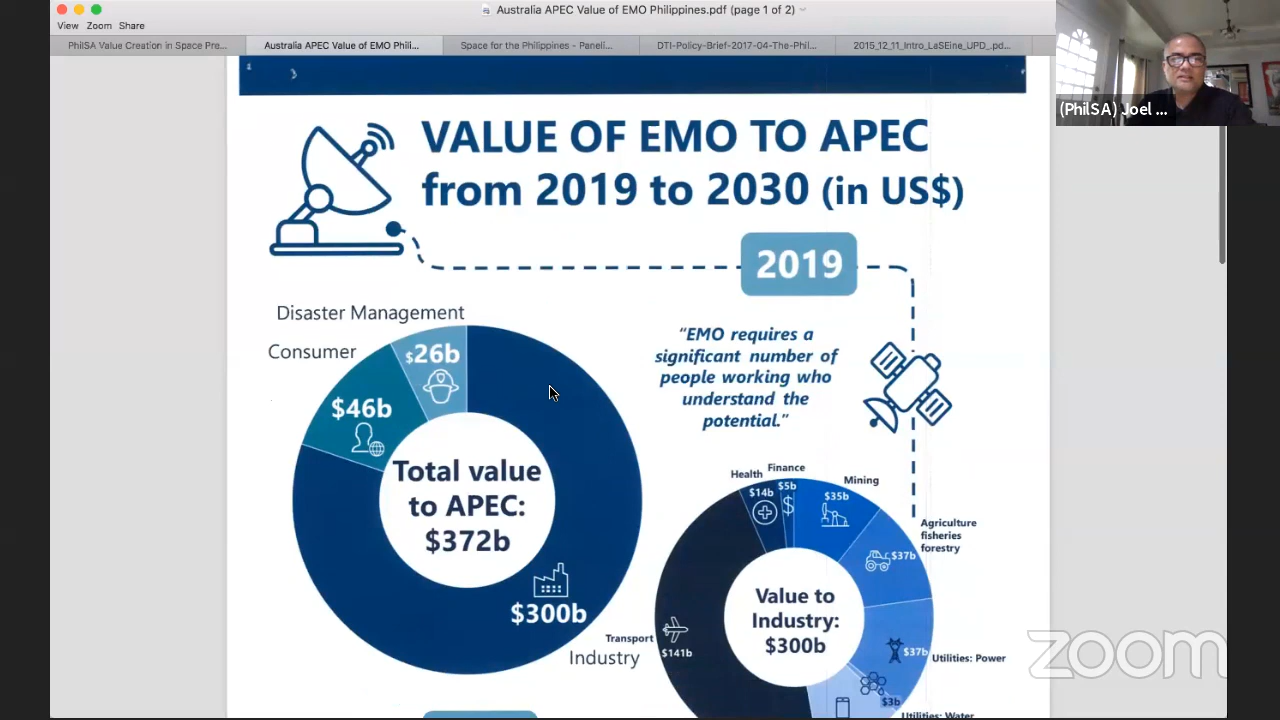 Australia APEC Value of EMO Philippines.pdf (page 1 of 2)
View Zoom Share
PhilSA Value Creation in Space Pre...
Australia APEC Value of EMO Phili...
Space for the Philippines - Paneli...
DTI-Policy-Brief-2017-04-The-Phil...
2015_12_11_Intro_LaSEine_UPD_.pd...
(PhilSA) Joel ...
VALUE OF EMO TO APEC
from 2019 to 2030 (in US$)
2019
Disaster Management
Consumer
$26b
$46b
Total value
to APEC:
$372b
$300b
Industry
"EMO requires a
significant number of
people working who
understand the
potential."
Health
Finance
Mining
$14b
$5b
$35b
Agriculture
fisheries
forestry
$37b
Value to
Industry:
$300b
Transport
$141b
$37b
Utilities: Power
$3b
Utilities: Water
zoom